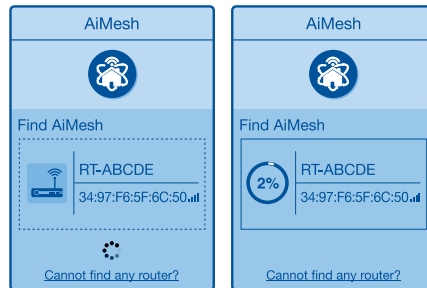 AiMesh
Find AiMesh
RT-ABCDE
34:97:F6:5F:6C:50
Cannot find any router?
AiMesh
Find AiMesh
2%
RT-ABCDE
34:97:F6:5F:6C:50
Cannot find any router?